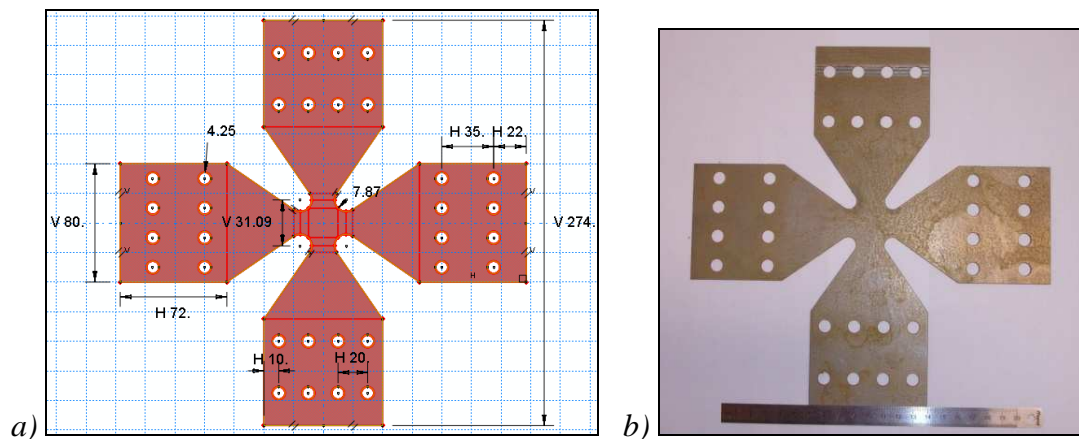 4.25
H 35.
H 22.
7.87
V 80.
V 31.09
V 274.
H
H 72.
H 10.
H 20.
a)
b)